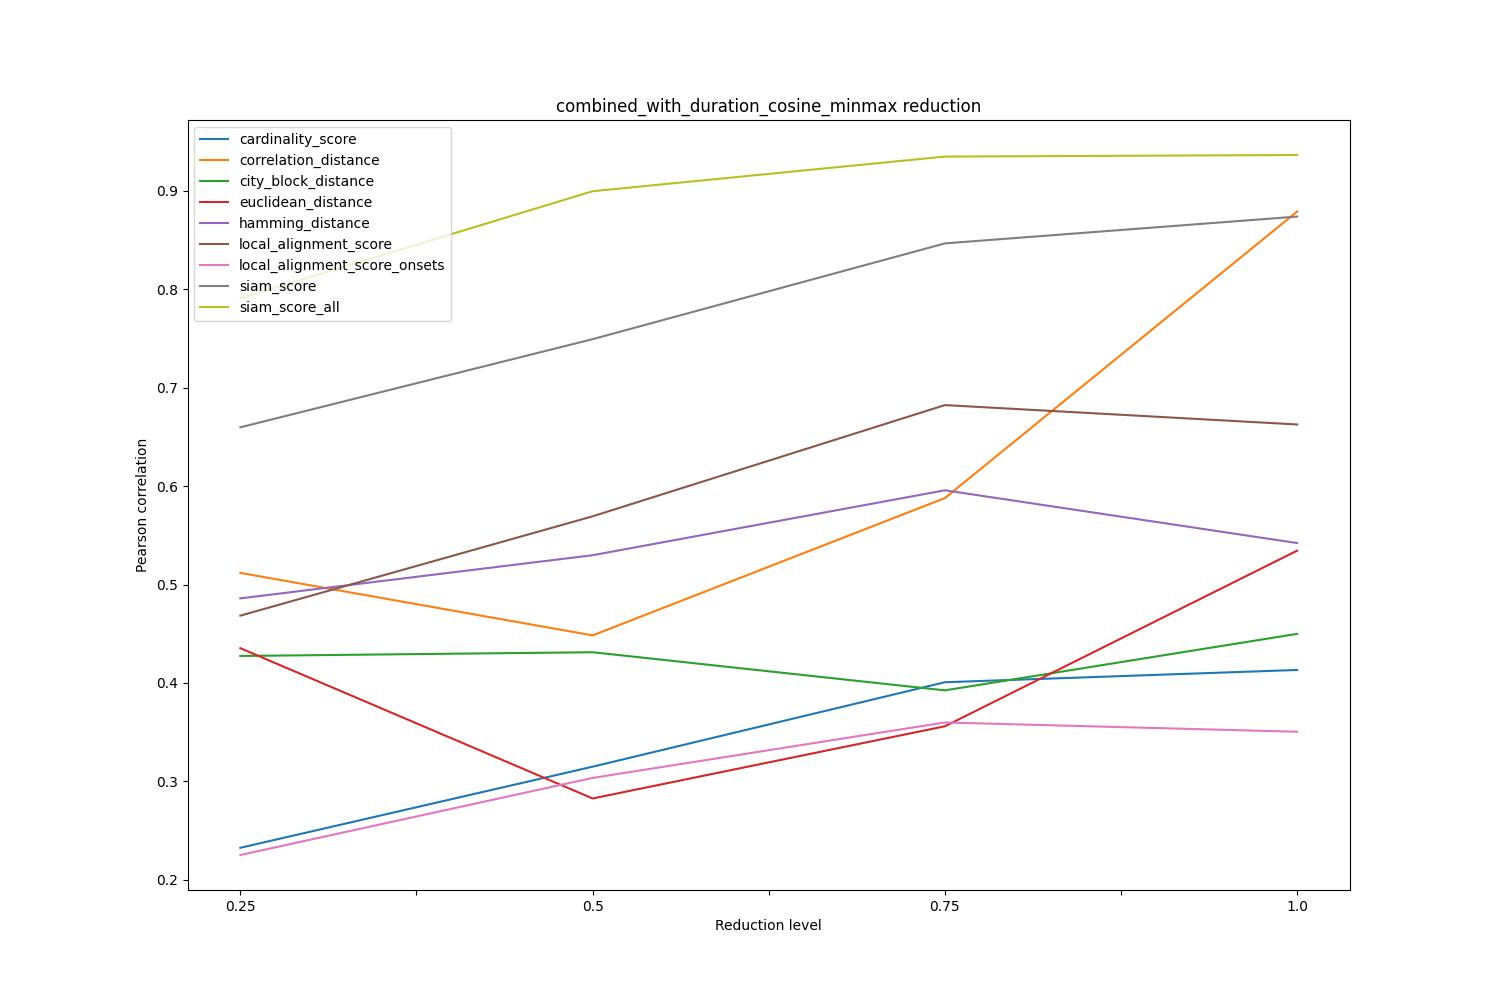 combined_with_duration_cosine_minmax reduction
cardinality_score
correlation_distance
city_block_distance
euclidean_distance
hamming_distance
local_alignment_score
local_alignment_score_onsets
siam_score
siam_score_all
0.9
0.8
0.7
0.6
0.5
0.4
0.3
0.2
Pearson correlation
0.25 0.5 0.75 1.0
Reduction level